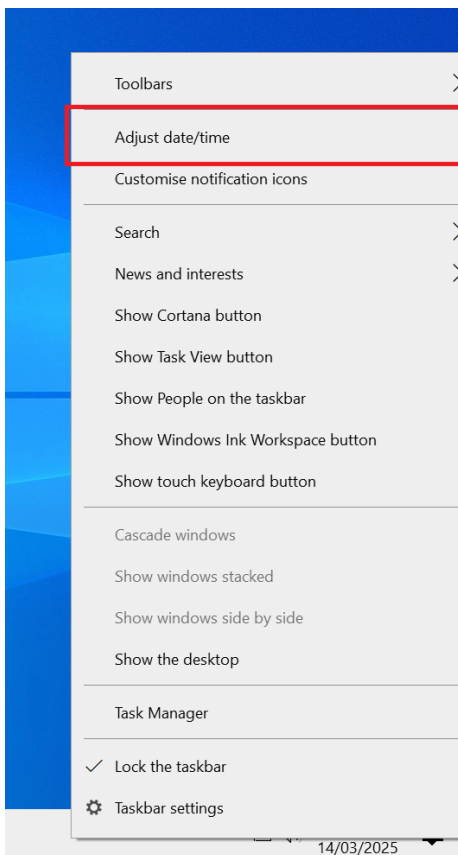 Toolbars
Adjust date/time
Customise notification icons
Search
News and interests
Show Cortana button
Show Task View button
Show People on the taskbar
Show Windows Ink Workspace button
Show touch keyboard button
Cascade windows
Show windows stacked
Show windows side by side
Show the desktop
Task Manager
Lock the taskbar
Taskbar settings
14/03/2025